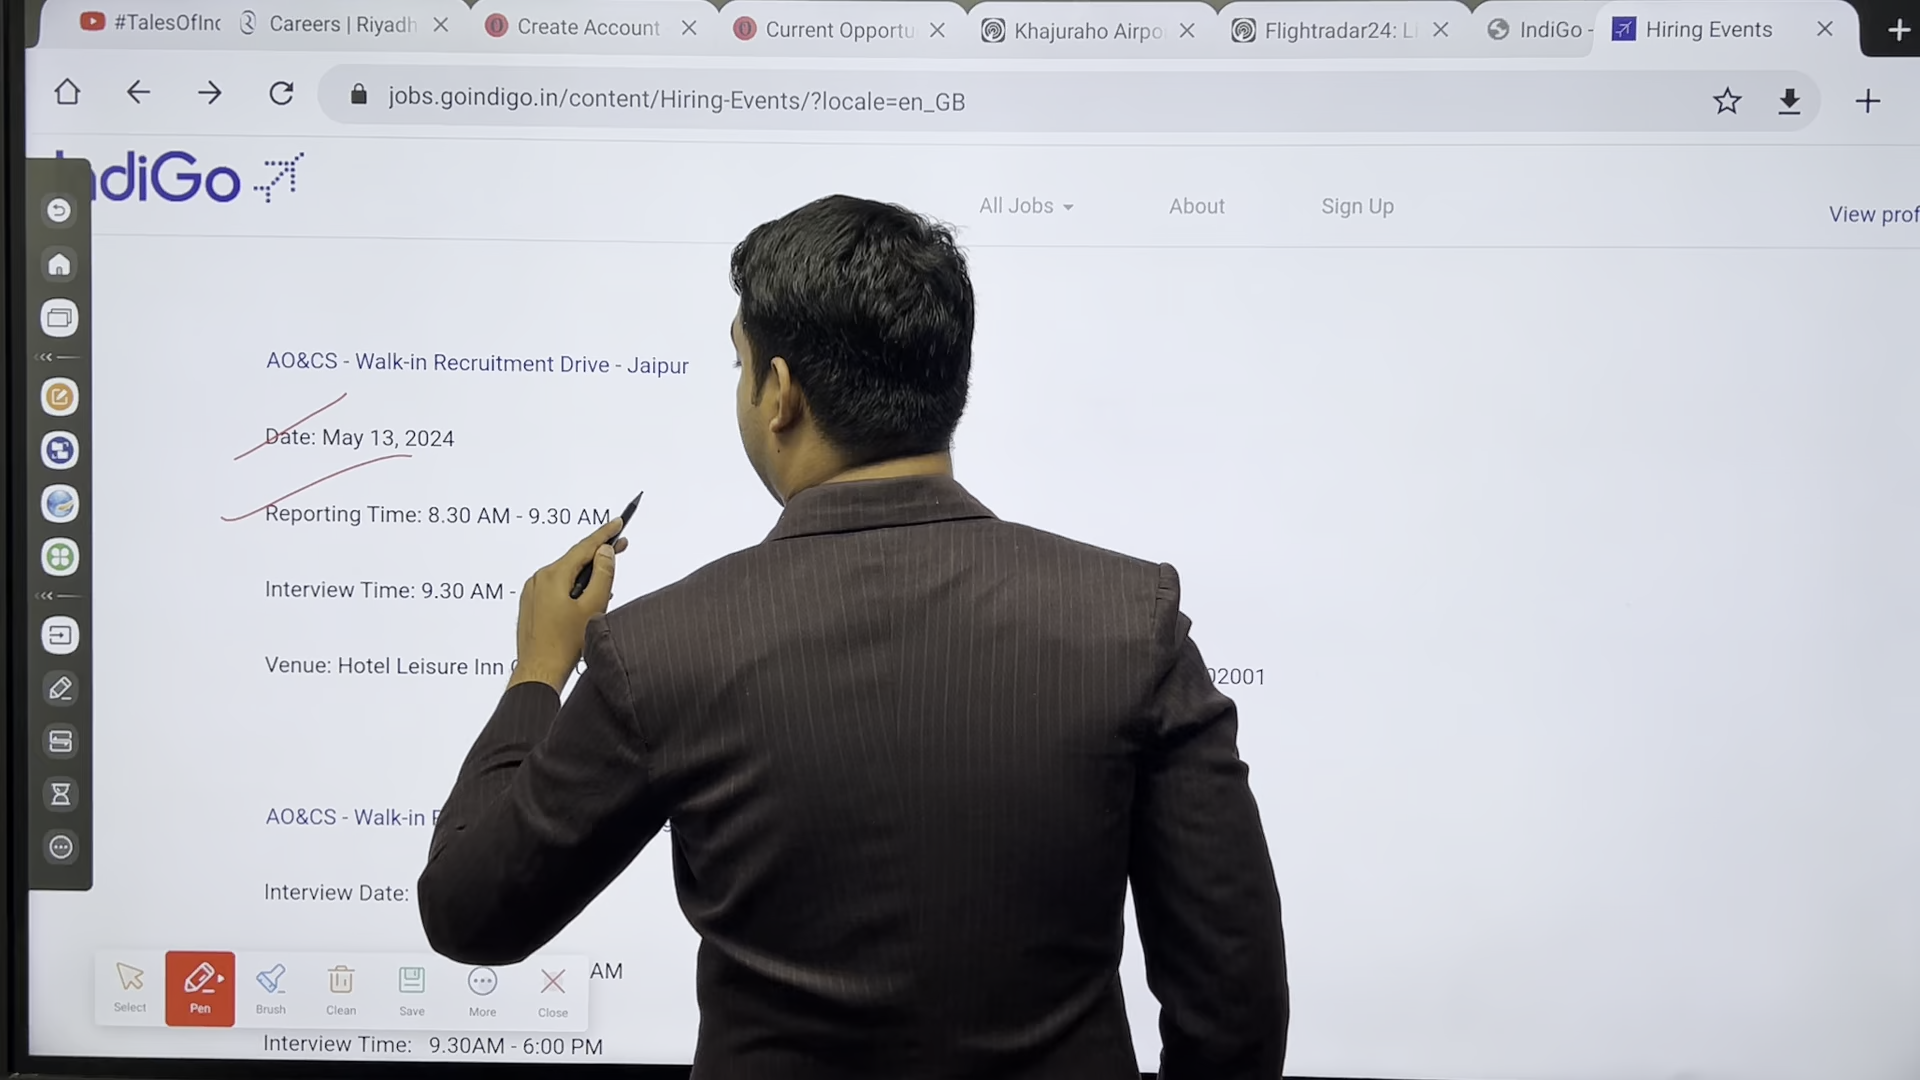 #TalesOfInd
Careers | Riyadh
Create Account
Current Opportu
Khajuraho Airpo
Flightradar24: Li
IndiGo -
Hiring Events
jobs.goindigo.in/content/Hiring-Events/?locale=en_GB
IndiGo
All Jobs
About
Sign Up
View prof
AO&CS - Walk-in Recruitment Drive - Jaipur
Date: May 13, 2024
Reporting Time: 8.30 AM - 9.30 AM
Interview Time: 9.30 AM -
Venue: Hotel Leisure Inn 02001
AO&CS - Walk-in
Interview Date:
AM
Select
Pen
Brush
Clean
Save
More
Close
Interview Time: 9.30AM - 6:00 PM